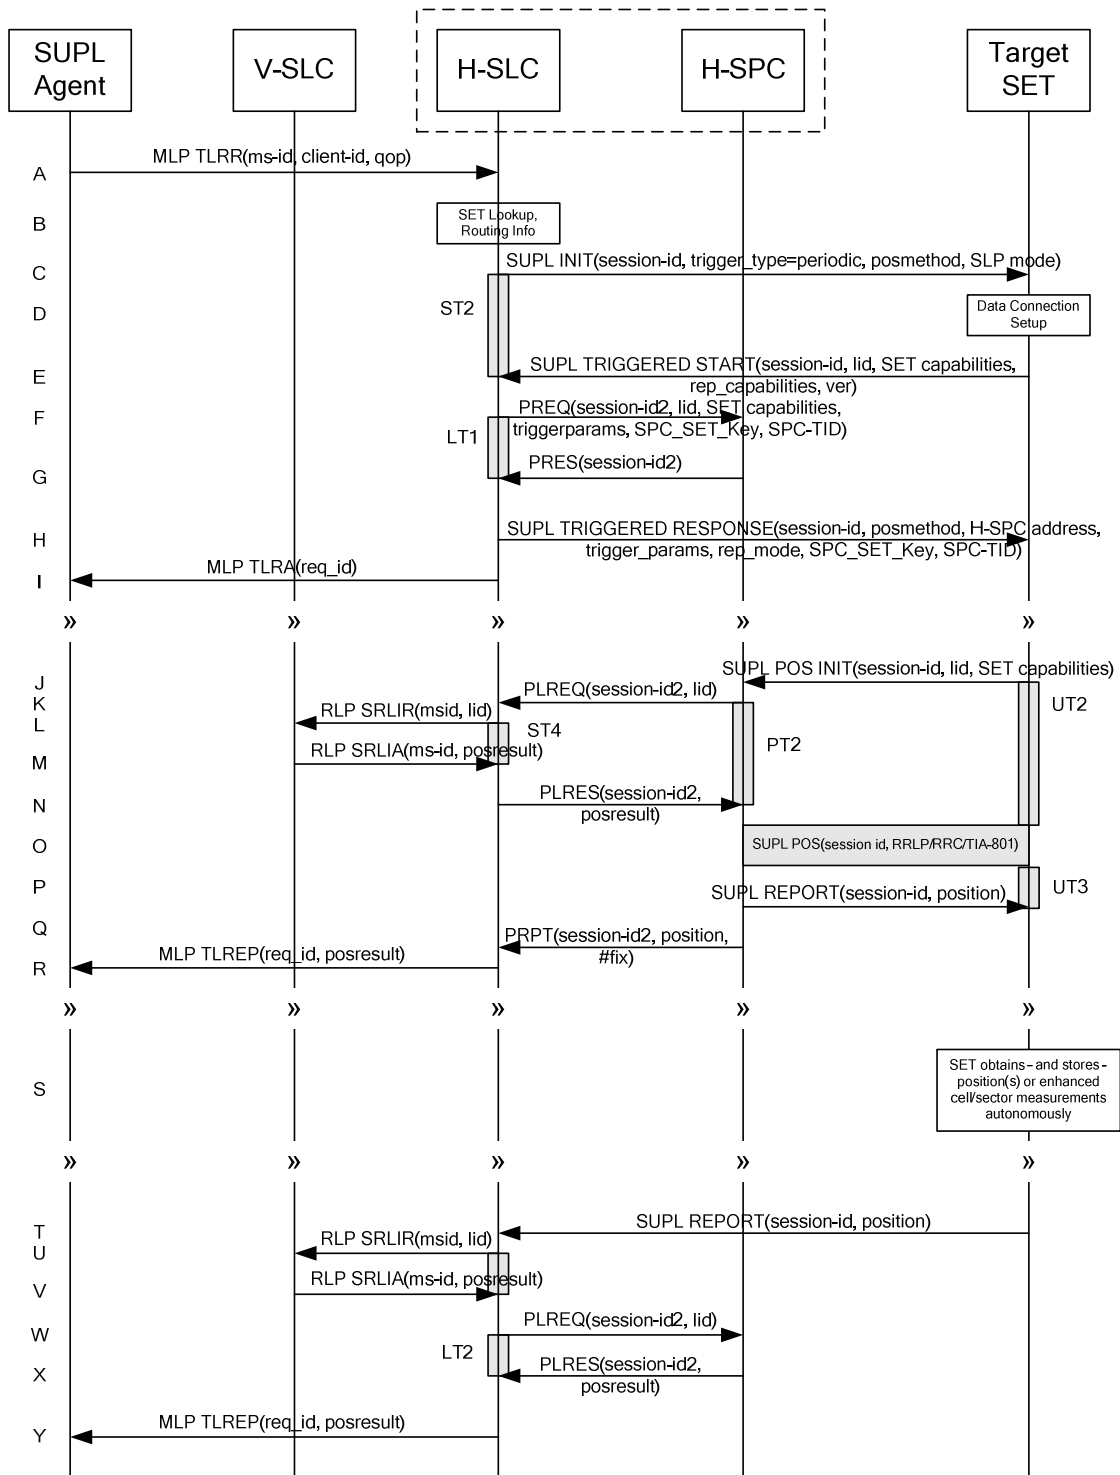 SUPL
Agent
V-SLC
H-SLC
H-SPC
Target
SET
A
MLP TLRR(ms-id, client-id, qop)
B
SET Lookup,
Routing Info
C
SUPL INIT(session-id, trigger_type=periodic, posmethod, SLP mode)
D
ST2
Data Connection
Setup
E
SUPL TRIGGERED START(session-id, lid, SET capabilities,
rep_capabilities, ver)
F
PREQ(session-id2, lid, SET capabilities,
triggerparams, SPC_SET_Key, SPC-TID)
LT1
G
PRES(session-id2)
H
SUPL TRIGGERED RESPONSE(session-id, posmethod, H-SPC address,
trigger_params, rep_mode, SPC_SET_Key, SPC-TID)
I
MLP TLRA(req_id)
» » » » »
J
SUPL POS INIT(session-id, lid, SET capabilities)
K
PLREQ(session-id2, lid)
UT2
L
RLP SRLIR(msid, lid)
ST4
PT2
M
RLP SRLIA(ms-id, posresult)
N
PLRES(session-id2,
posresult)
O
SUPL POS(session id, RRLP/RRC/TIA-801)
P
SUPL REPORT(session-id, position)
UT3
Q
PRPT(session-id2, position,
#fix)
R
MLP TLREP(req_id, posresult)
» » » » »
S
SET obtains – and stores -
position(s) or enhanced
cell/sector measurements
autonomously
» » » » »
T
SUPL REPORT(session-id, position)
U
RLP SRLIR(msid, lid)
V
RLP SRLIA(ms-id, posresult)
W
PLREQ(session-id2, lid)
LT2
X
PLRES(session-id2,
posresult)
Y
MLP TLREP(req_id, posresult)